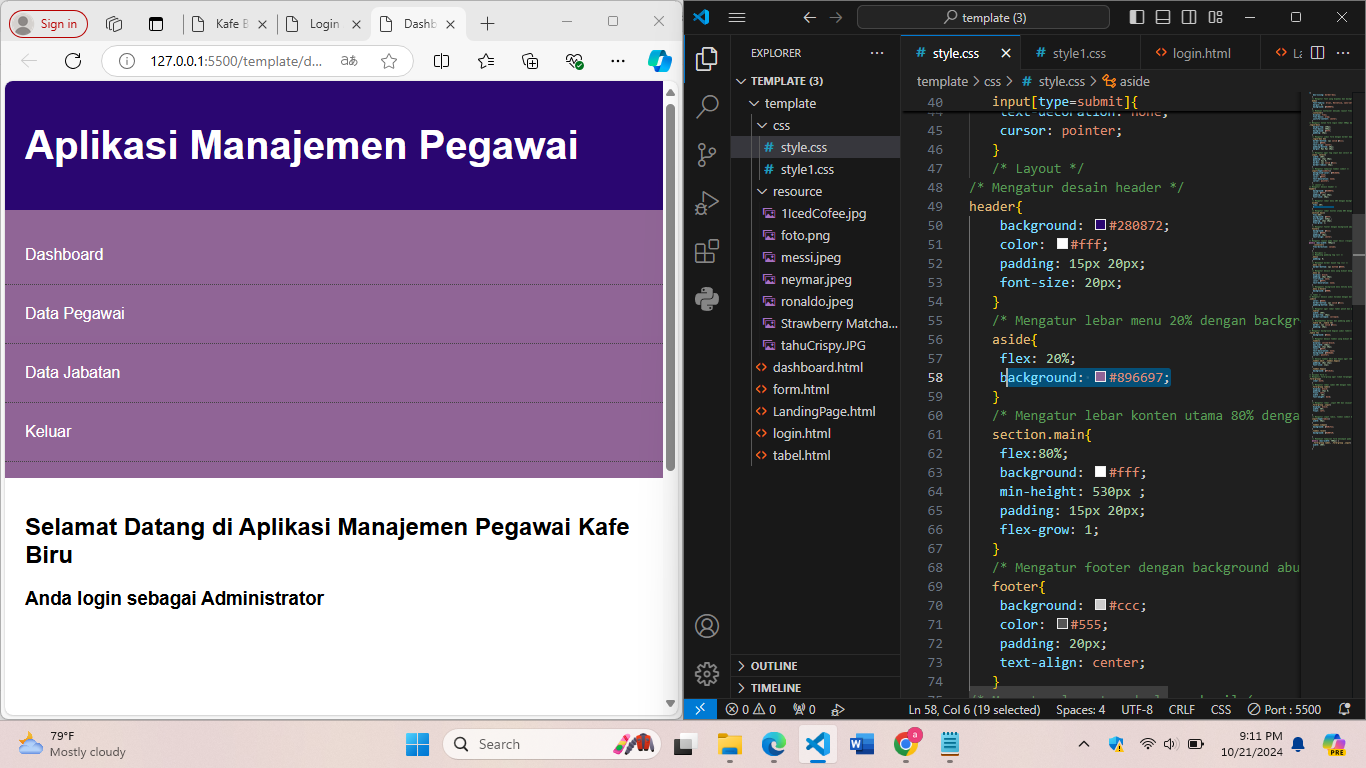 Sign in
Kafe B
Login
Dashb
127.0.0.1:5500/template/d...
Aplikasi Manajemen Pegawai
Dashboard
Data Pegawai
Data Jabatan
Keluar
Selamat Datang di Aplikasi Manajemen Pegawai Kafe
Biru
Anda login sebagai Administrator
template (3)
EXPLORER
TEMPLATE (3)
template
css
# style.css
# style1.css
resource
1IcedCofee.jpg
foto.png
messi.jpeg
neymar.jpeg
ronaldo.jpeg
Strawberry Matcha...
tahuCrispy.JPG
<> dashboard.html
<> form.html
<> LandingPage.html
<> login.html
<> tabel.html
OUTLINE
TIMELINE
# style.css
# style1.css
<> login.html
<> La
template > css > # style.css > aside
40 input[type=submit]{
text-decoration: none;
45 cursor: pointer;
46 }
47 /* Layout */
48 /* Mengatur desain header */
49 header{
50 background: #280872;
51 color: #fff;
52 padding: 15px 20px;
53 font-size: 20px;
54 }
55 /* Mengatur lebar menu 20% dengan backgr
56 aside{
57 flex: 20%;
58 background: #896697;
59 }
60 /* Mengatur lebar konten utama 80% denga
61 section.main{
62 flex:80%;
63 background: #fff;
64 min-height: 530px ;
65 padding: 15px 20px;
66 flex-grow: 1;
67 }
68 /* Mengatur footer dengan background abu
69 footer{
70 background: #ccc;
71 color: #555;
72 padding: 20px;
73 text-align: center;
74 }
0 0 0
Ln 58, Col 6 (19 selected)
Spaces: 4
UTF-8
CRLF
CSS
Port : 5500
79°F
Mostly cloudy
Search
9:11 PM
10/21/2024
PRE